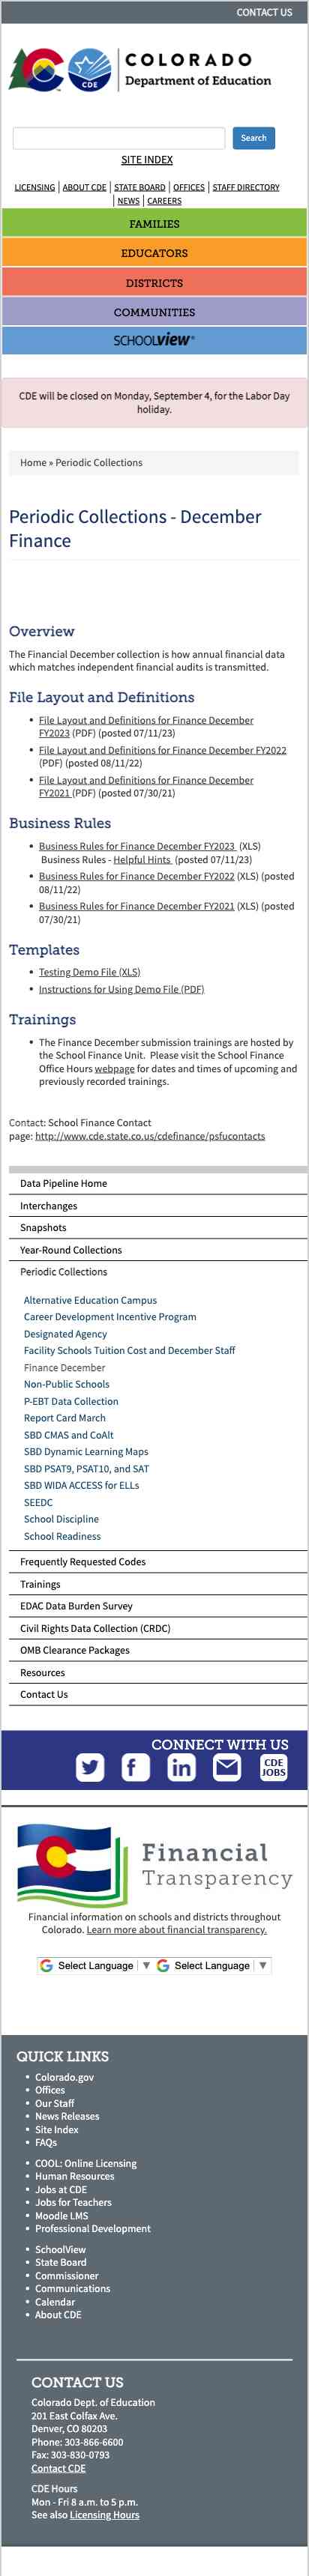 CONTACT US
COLORADO
Department of Education
CDE
Search
SITE INDEX
LICENSING | ABOUT CDE | STATE BOARD | OFFICES | STAFF DIRECTORY
| NEWS | CAREERS
FAMILIES
EDUCATORS
DISTRICTS
COMMUNITIES
SCHOOLVIEW®
CDE will be closed on Monday, September 4, for the Labor Day
holiday.
Home » Periodic Collections
Periodic Collections - December
Finance
Overview
The Financial December collection is how annual financial data
which matches independent financial audits is transmitted.
File Layout and Definitions
• File Layout and Definitions for Finance December
FY2023 (PDF) (posted 07/11/23)
• File Layout and Definitions for Finance December FY2022
(PDF) (posted 08/11/22)
• File Layout and Definitions for Finance December
FY2021 (PDF) (posted 07/30/21)
Business Rules
• Business Rules for Finance December FY2023 (XLS)
Business Rules - Helpful Hints (posted 07/11/23)
• Business Rules for Finance December FY2022 (XLS) (posted
08/11/22)
• Business Rules for Finance December FY2021 (XLS) (posted
07/30/21)
Templates
• Testing Demo File (XLS)
• Instructions for Using Demo File (PDF)
Trainings
• The Finance December submission trainings are hosted by
the School Finance Unit. Please visit the School Finance
Office Hours webpage for dates and times of upcoming and
previously recorded trainings.
Contact: School Finance Contact
page: http://www.cde.state.co.us/cdefinance/psfucontacts
Data Pipeline Home
Interchanges
Snapshots
Year-Round Collections
Periodic Collections
Alternative Education Campus
Career Development Incentive Program
Designated Agency
Facility Schools Tuition Cost and December Staff
Finance December
Non-Public Schools
P-EBT Data Collection
Report Card March
SBD CMAS and CoAlt
SBD Dynamic Learning Maps
SBD PSAT9, PSAT10, and SAT
SBD WIDA ACCESS for ELLs
SEEDC
School Discipline
School Readiness
Frequently Requested Codes
Trainings
EDAC Data Burden Survey
Civil Rights Data Collection (CRDC)
OMB Clearance Packages
Resources
Contact Us
CONNECT WITH US
CDE
JOBS
Financial
Transparency
Financial information on schools and districts throughout
Colorado. Learn more about financial transparency.
Select Language | ▼ Select Language | ▼
QUICK LINKS
• Colorado.gov
• Offices
• Our Staff
• News Releases
• Site Index
• FAQs
• COOL: Online Licensing
• Human Resources
• Jobs at CDE
• Jobs for Teachers
• Moodle LMS
• Professional Development
• SchoolView
• State Board
• Commissioner
• Communications
• Calendar
• About CDE
CONTACT US
Colorado Dept. of Education
201 East Colfax Ave.
Denver, CO 80203
Phone: 303-866-6600
Fax: 303-830-0793
Contact CDE
CDE Hours
Mon - Fri 8 a.m. to 5 p.m.
See also Licensing Hours